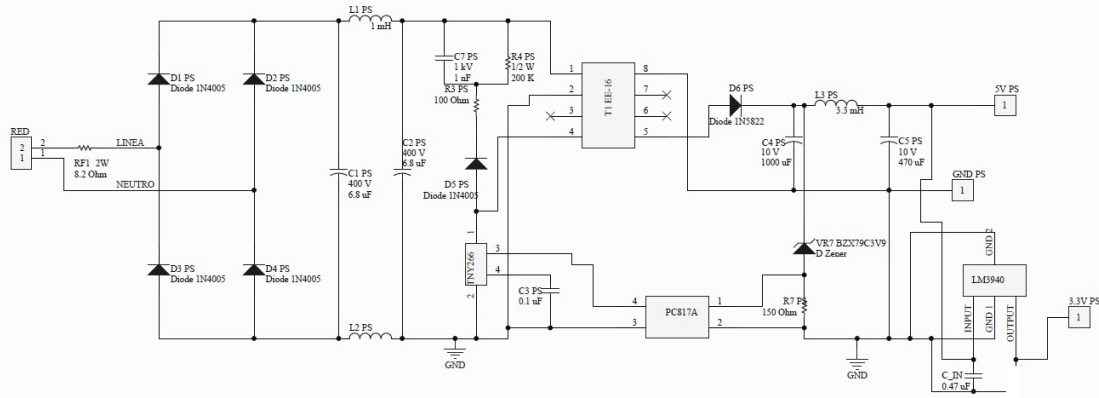 L1 PS
1 mH
C7 PS
1 kV
1 nF
R4 PS
1/2 W
200 K
R3 PS
100 Ohm
D1 PS
Diode 1N4005
D2 PS
Diode 1N4005
1
2
3
4
T1 EE-16
8
7
6
5
D6 PS
Diode 1N5822
L3 PS
3.3 mH
5V PS
1
RED
2
1
2
1
LINEA
RF1 2W
8.2 Ohm
NEUTRO
C1 PS
400 V
6.8 uF
C2 PS
400 V
6.8 uF
C4 PS
10 V
1000 uF
C5 PS
10 V
470 uF
D5 PS
Diode 1N4005
GND PS
1
D3 PS
Diode 1N4005
D4 PS
Diode 1N4005
1
TNY266
3
4
2
C3 PS
0.1 uF
VR7 BZX79C3V9
D Zener
R7 PS
150 Ohm
4
3
PC817A
1
2
GND 2
LM3940
INPUT
GND 1
OUTPUT
3.3V PS
1
L2 PS
GND
GND
C_IN
0.47 uF